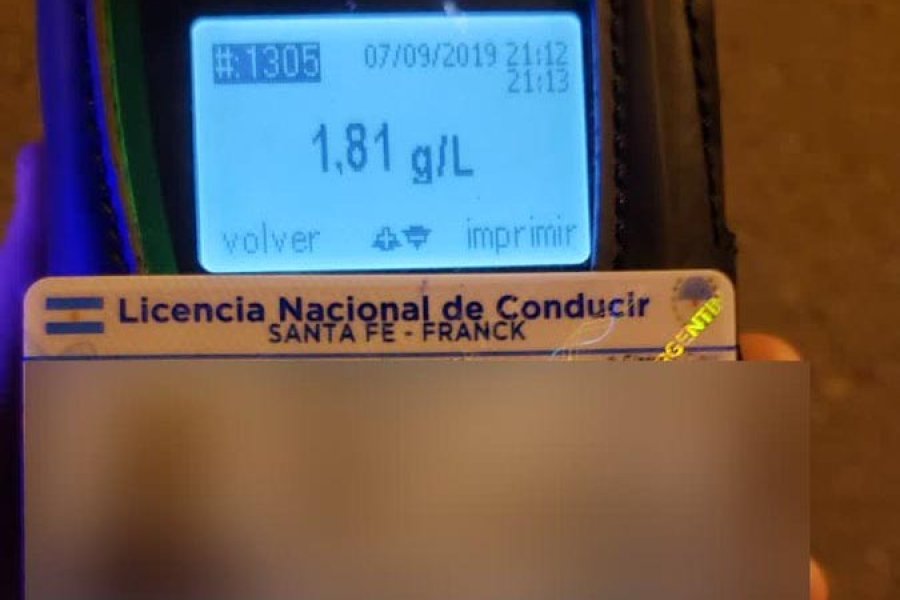 #:1305 07/09/2019 21:12
21:13
1,81 g/L
volver imprimir
Licencia Nacional de Conducir
SANTA FE - FRANCK